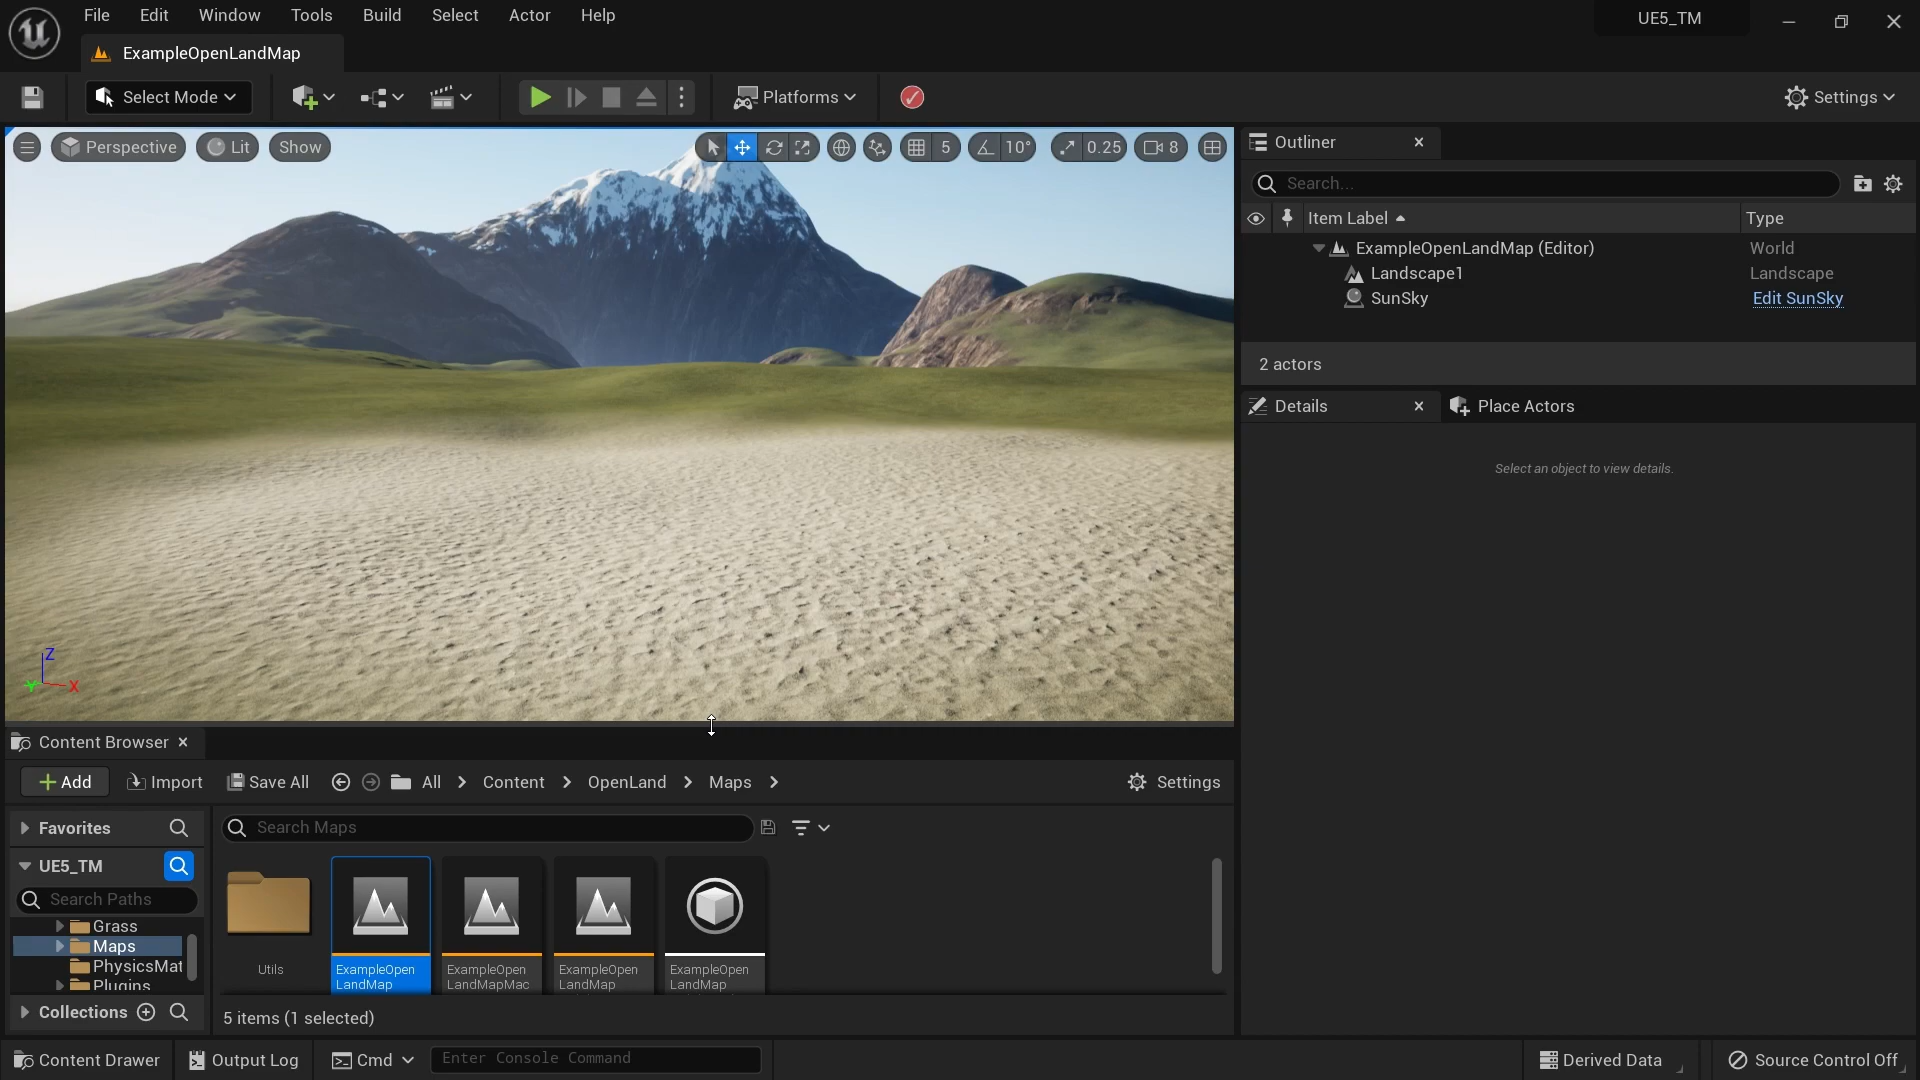 File Edit Window Tools Build Select Actor Help
UE5_TM
ExampleOpenLandMap
Select Mode
Platforms
Settings
Perspective Lit Show
5 10° 0.25 8
Z
Y X
Outliner
Search...
Item Label Type
ExampleOpenLandMap (Editor) World
Landscape1 Landscape
SunSky Edit SunSky
2 actors
Details Place Actors
Select an object to view details.
Content Browser
Add Import Save All All Content OpenLand Maps Settings
Favorites
Search Maps
UE5_TM
Search Paths
Grass
Maps
PhysicsMat
Plugins
Collections
Utils
ExampleOpen
LandMap
ExampleOpen
LandMapMac
ExampleOpen
LandMap
ExampleOpen
LandMap
5 items (1 selected)
Content Drawer Output Log Cmd Enter Console Command Derived Data Source Control Off